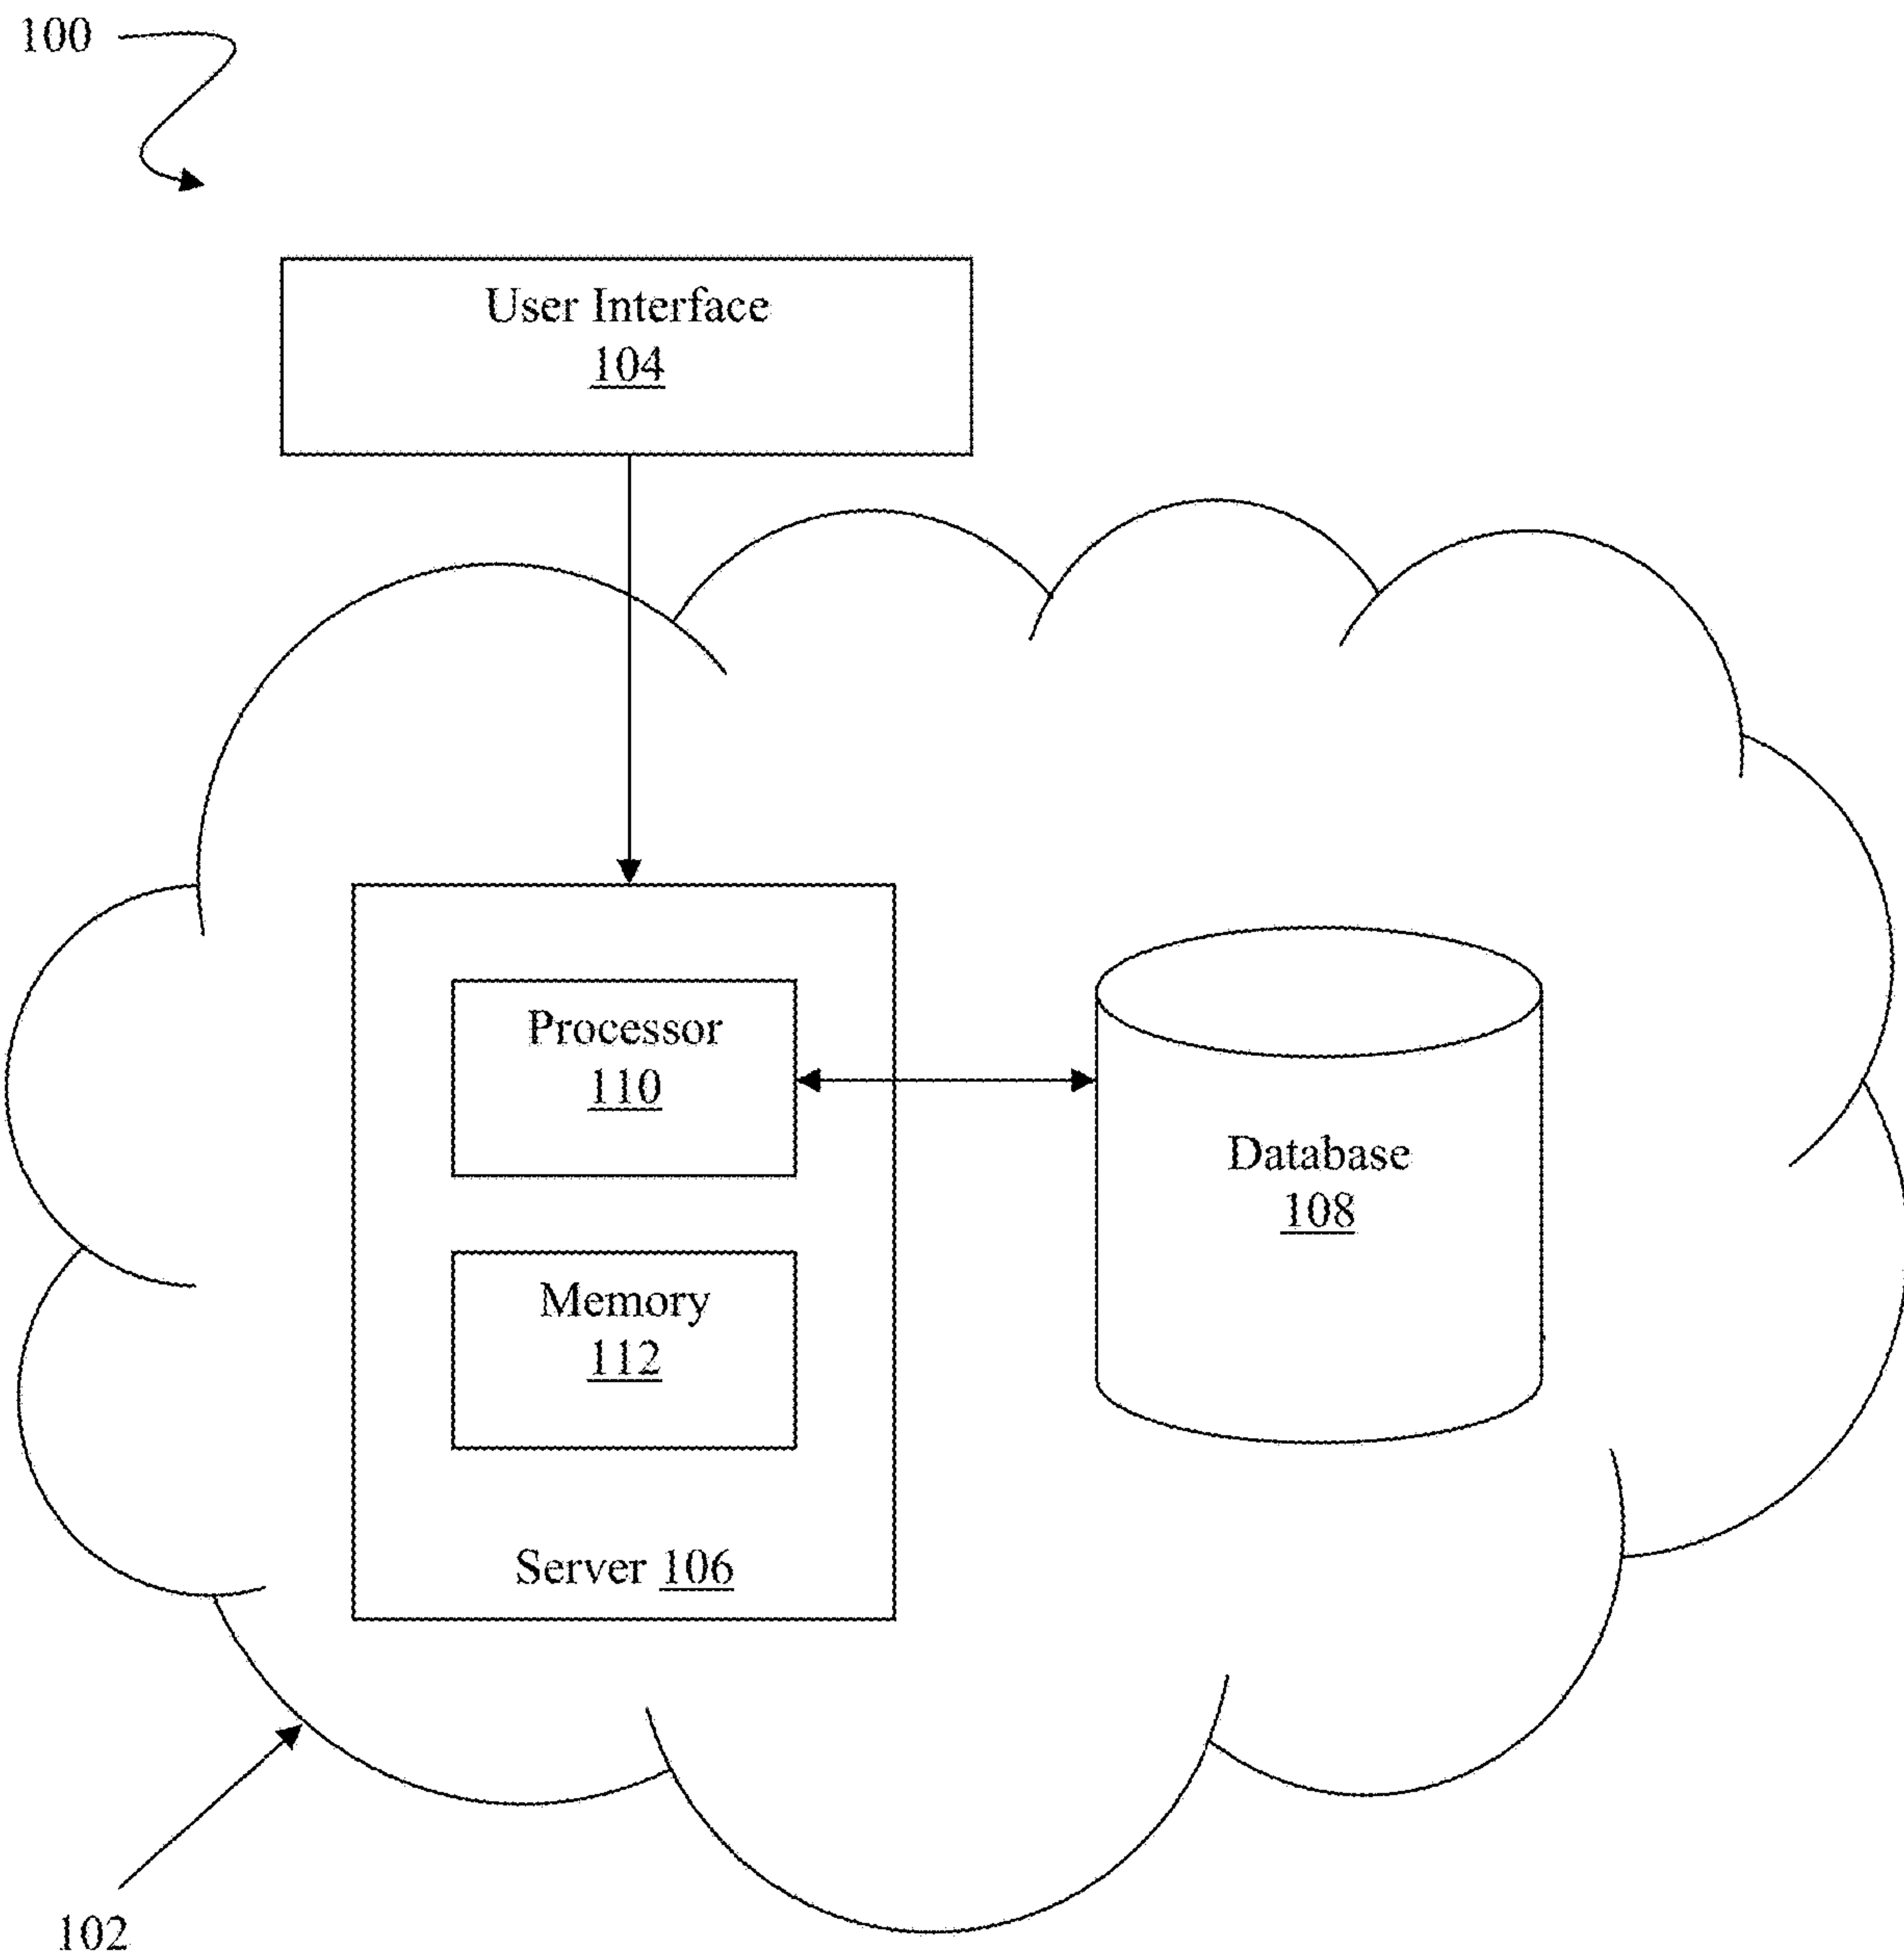 100
User Interface
104
Processor
110
Database
108
Memory
112
Server 106
102